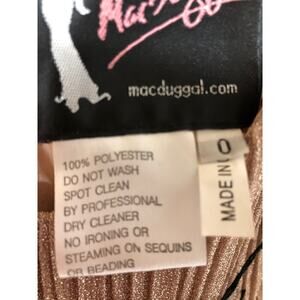 Mac
macduggal.com
100% POLYESTER
DO NOT WASH
SPOT CLEAN
BY PROFESSIONAL
DRY CLEANER
NO IRONING OR
STEAMING ON SEQUINS
OR BEADING
0
MADE IN